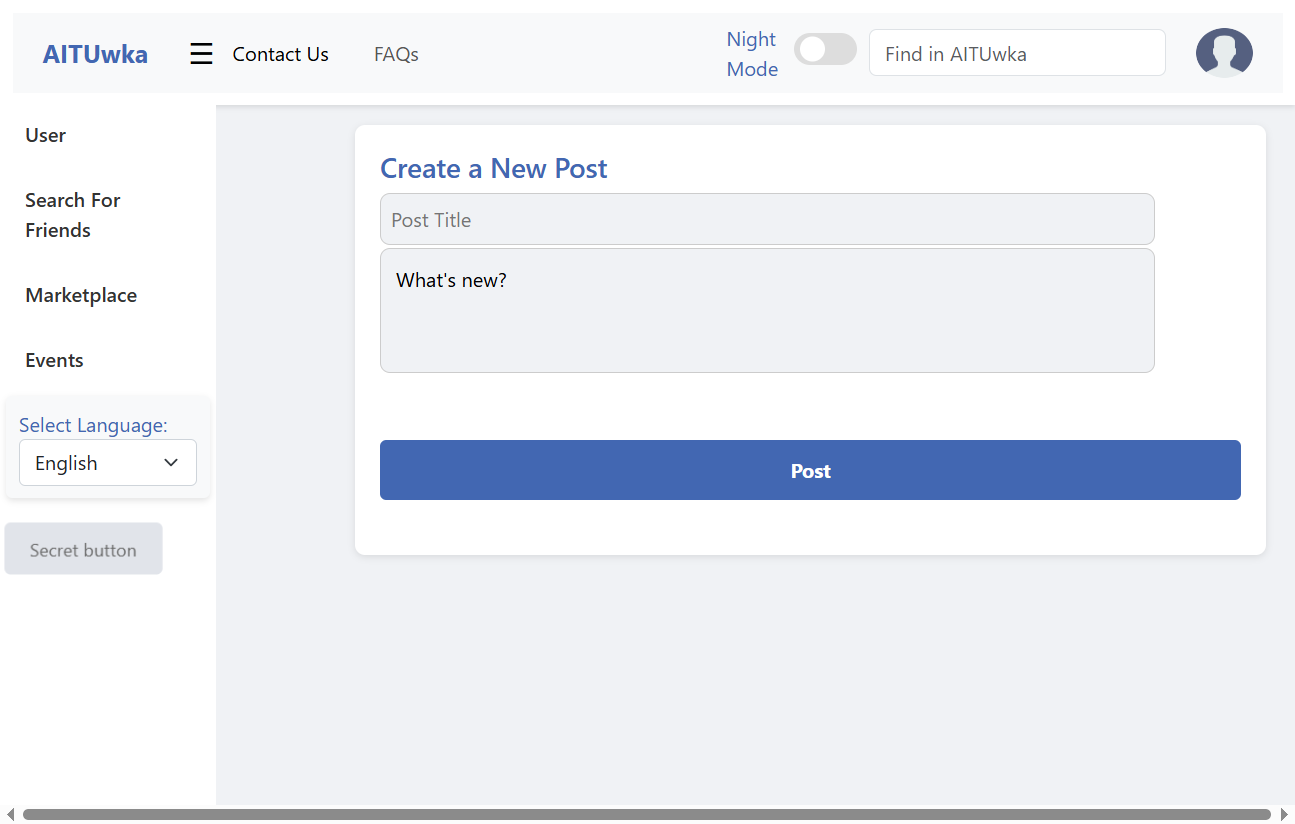 AITUwka
☰ Contact Us
FAQs
Night
Mode
Find in AITUwka
User
Search For
Friends
Marketplace
Events
Select Language:
English
Secret button
Create a New Post
Post Title
What's new?
Post